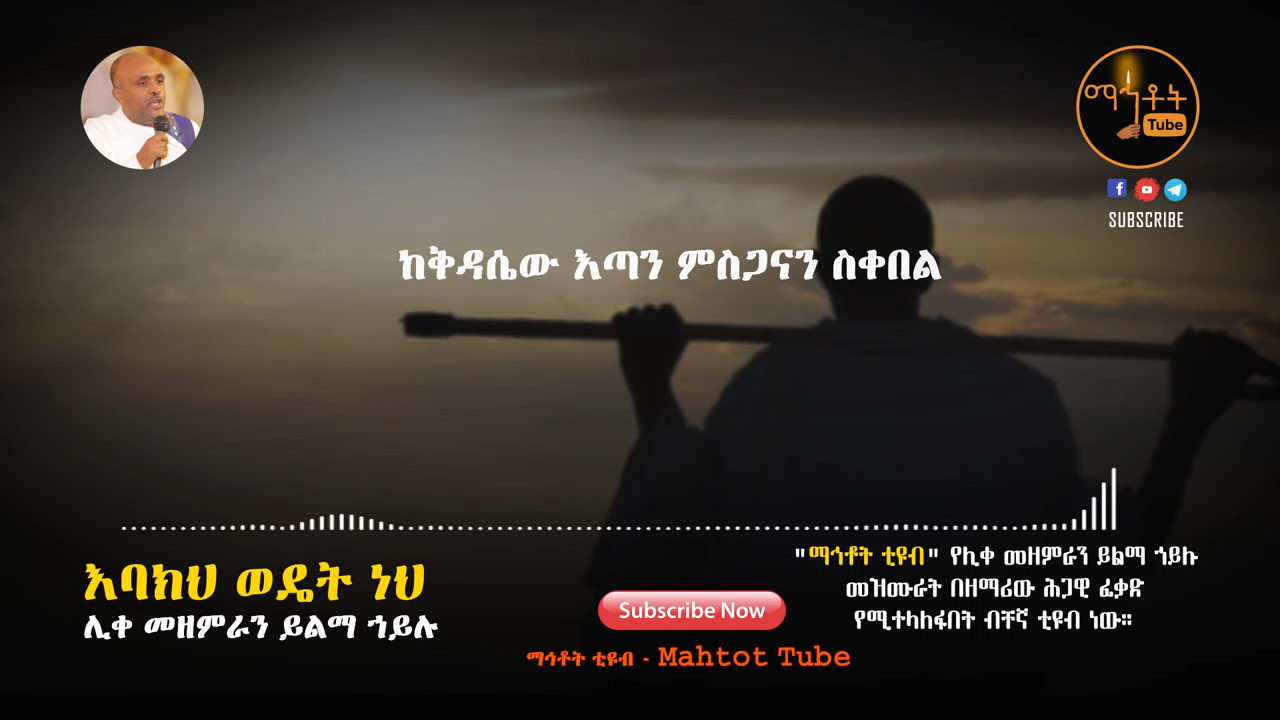 ማኅቶት
Tube
SUBSCRIBE
ከቅዳሴው እጣን ምስጋናን ስቀበል
እባክህ ወዴት ነህ
ሊቀ መዘምራን ይልማ ኀይሉ
"ማኅቶት ቲዩብ" የሊቀ መዘምራን ይልማ ኀይሉ
መዝሙራት በዘማሪው ሕጋዊ ፈቃድ
የሚተላለፋበት ብቸኛ ቲዩብ ነው።
Subscribe Now
ማኅቶት ቲዩብ - Mahtot Tube